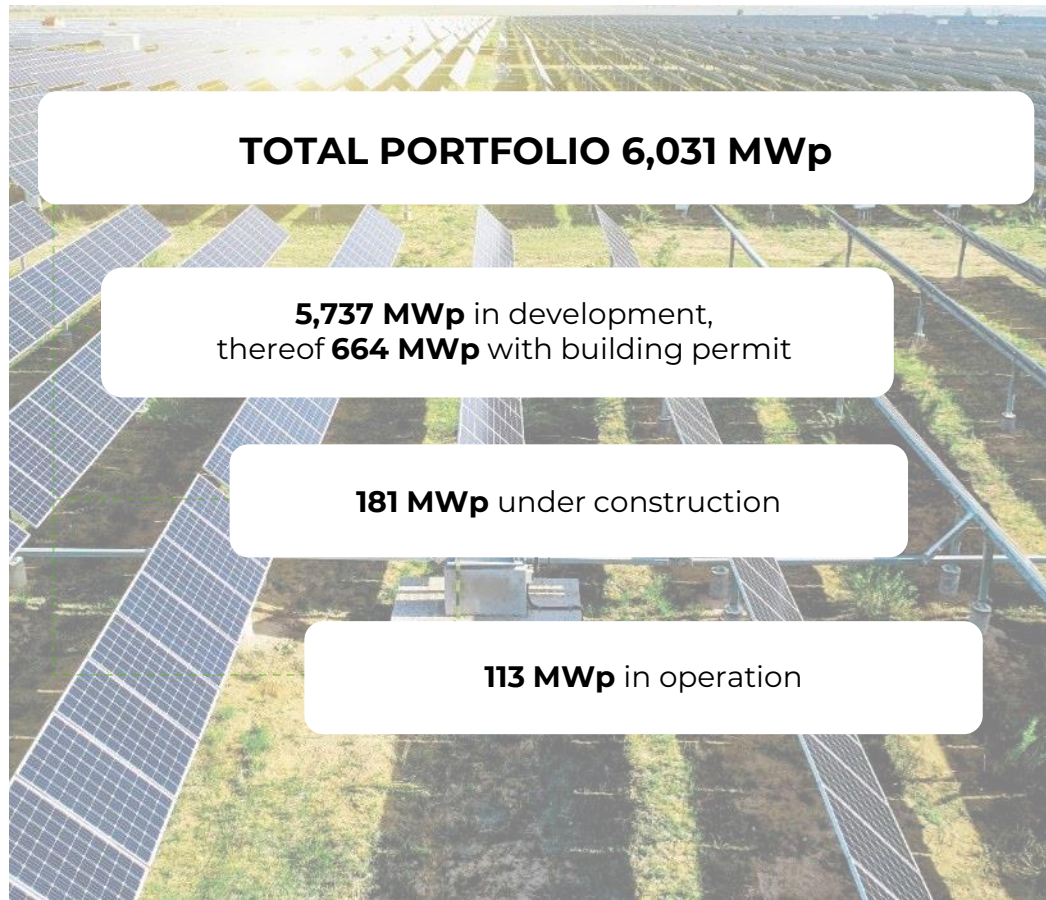 TOTAL PORTFOLIO 6,031 MWp
5,737 MWp in development,
thereof 664 MWp with building permit
181 MWp under construction
113 MWp in operation